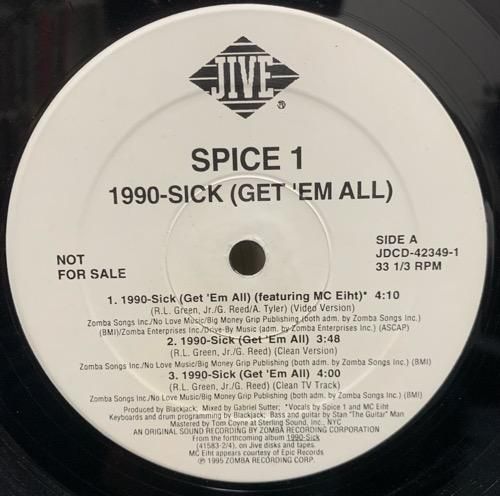 JIVE
®
SPICE 1
1990-SICK (GET 'EM ALL)
NOT
FOR SALE
SIDE A
JDCD-42349-1
33 1/3 RPM
1. 1990-Sick (Get 'Em All) (featuring MC Eiht)* 4:10
(R.L. Green, Jr./G. Reed/A. Tyler) (Video Version)
Zomba Songs Inc./No Love Music/Big Money Grip Publishing (both adm. by Zomba Songs Inc.)
(BMI)/Zomba Enterprises Inc./Drive-By Music (adm. by Zomba Enterprises Inc.) (ASCAP)
2. 1990-Sick (Get 'Em All) 3:48
(R.L. Green, Jr./G. Reed) (Clean Version)
Zomba Songs Inc./No Love Music/Big Money Grip Publishing (both adm. by Zomba Songs Inc.) (BMI)
3. 1990-Sick (Get 'Em All) 4:00
(R.L. Green, Jr./G. Reed) (Clean TV Track)
Zomba Songs Inc./No Love Music/Big Money Grip Publishing (both adm. by Zomba Songs Inc.) (BMI)
Produced by Blackjack; Mixed by Gabriel Sutter; *Vocals by Spice 1 and MC Eiht
Keyboards and drum programming by Blackjack; Bass and guitar by Stan "The Guitar" Man
Mastered by Tom Coyne at Sterling Sound, Inc., NYC
AN ORIGINAL SOUND RECORDING BY ZOMBA RECORDING CORPORATION
From the forthcoming album 1990-Sick
(41583-2/4), on Jive discs and tapes.
MC Eiht appears courtesy of Epic Records
℗ 1995 ZOMBA RECORDING CORP.